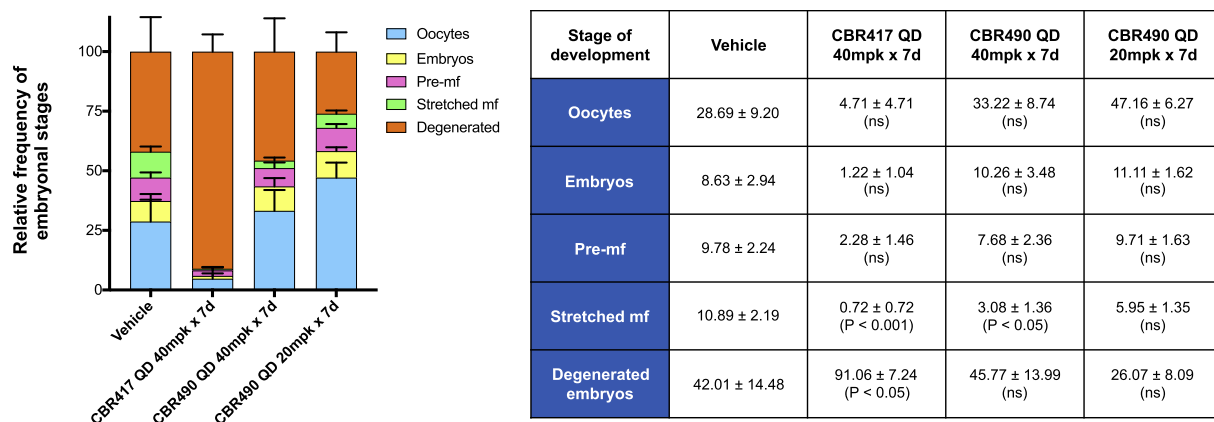 Relative frequency of
embryonal stages
100
75
50
25
0
Vehicle
CBR417 QD 40mpk x 7d
CBR490 QD 40mpk x 7d
CBR490 QD 20mpk x 7d
Oocytes
Embryos
Pre-mf
Stretched mf
Degenerated
Stage of
development
Vehicle
CBR417 QD
40mpk x 7d
CBR490 QD
40mpk x 7d
CBR490 QD
20mpk x 7d
Oocytes
28.69 ± 9.20
4.71 ± 4.71
(ns)
33.22 ± 8.74
(ns)
47.16 ± 6.27
(ns)
Embryos
8.63 ± 2.94
1.22 ± 1.04
(ns)
10.26 ± 3.48
(ns)
11.11 ± 1.62
(ns)
Pre-mf
9.78 ± 2.24
2.28 ± 1.46
(ns)
7.68 ± 2.36
(ns)
9.71 ± 1.63
(ns)
Stretched mf
10.89 ± 2.19
0.72 ± 0.72
(P < 0.001)
3.08 ± 1.36
(P < 0.05)
5.95 ± 1.35
(ns)
Degenerated
embryos
42.01 ± 14.48
91.06 ± 7.24
(P < 0.05)
45.77 ± 13.99
(ns)
26.07 ± 8.09
(ns)